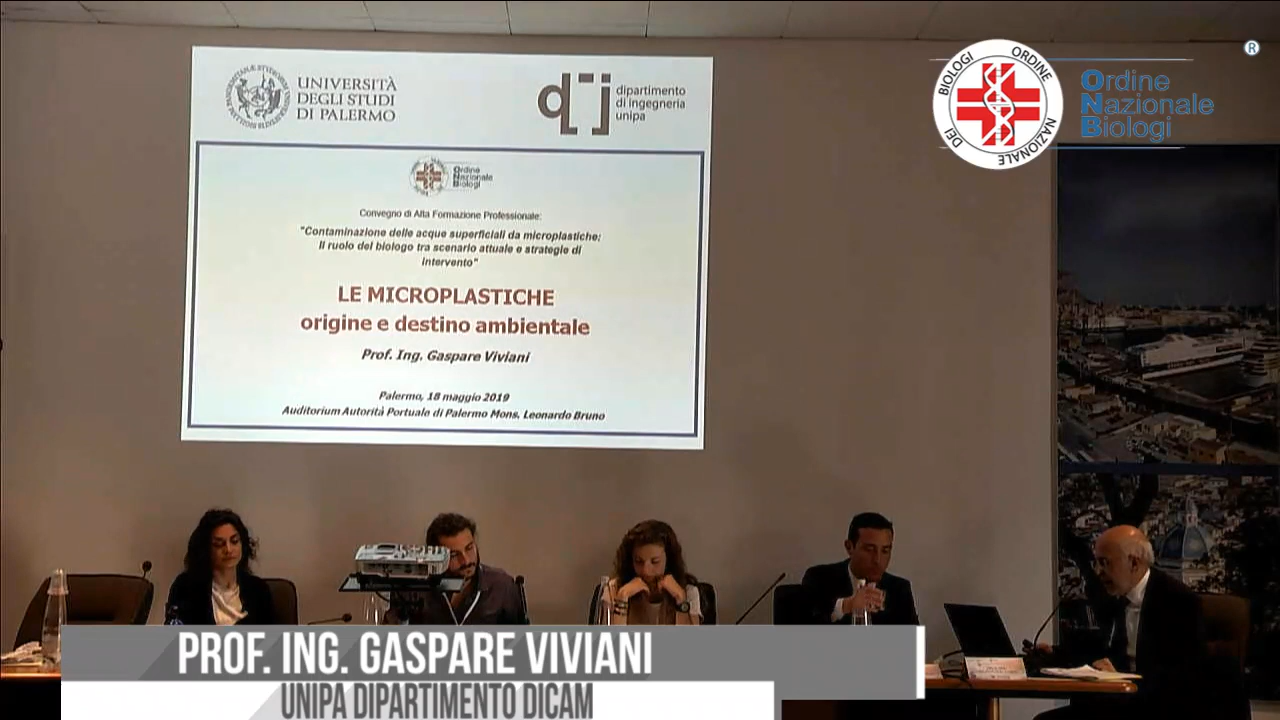 UNIVERSITÀ
DEGLI STUDI
DI PALERMO
dipartimento
di ingegneria
unipa
Ordine
Nazionale
Biologi
Convegno di Alta Formazione Professionale:
"Contaminazione delle acque superficiali da microplastiche:
il ruolo del biologo tra scenario attuale e strategie di
intervento"
LE MICROPLASTICHE
origine e destino ambientale
Prof. Ing. Gaspare Viviani
Palermo, 18 maggio 2019
Auditorium Autorità Portuale di Palermo Mons. Leonardo Bruno
ORDINE NAZIONALE DEI BIOLOGI
Ordine
Nazionale
Biologi
®
PROF. ING. GASPARE VIVIANI
UNIPA DIPARTIMENTO DICAM